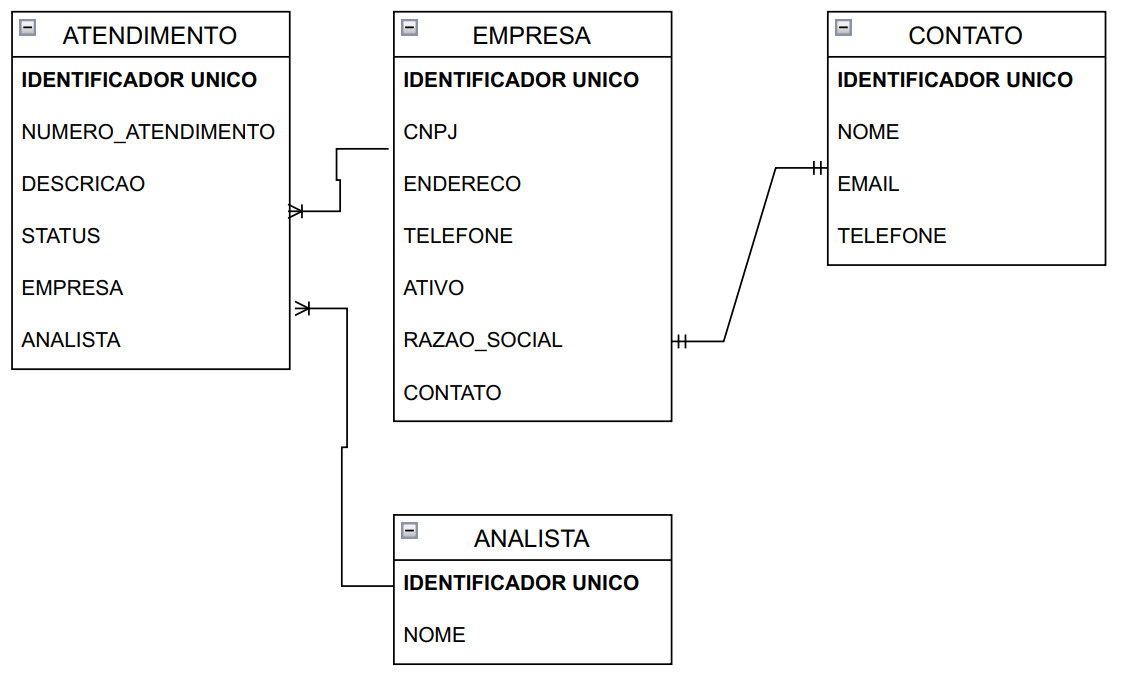 ATENDIMENTO
IDENTIFICADOR UNICO
NUMERO_ATENDIMENTO
DESCRICAO
STATUS
EMPRESA
ANALISTA
EMPRESA
IDENTIFICADOR UNICO
CNPJ
ENDERECO
TELEFONE
ATIVO
RAZAO_SOCIAL
CONTATO
CONTATO
IDENTIFICADOR UNICO
NOME
EMAIL
TELEFONE
ANALISTA
IDENTIFICADOR UNICO
NOME